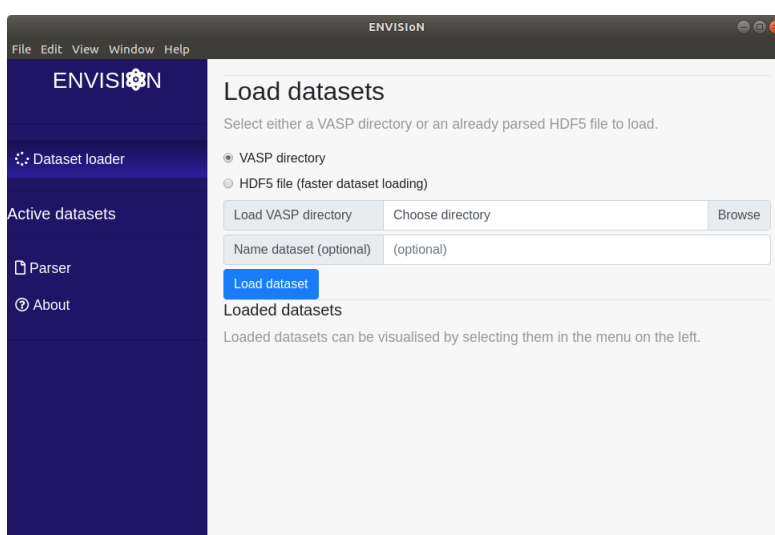 ENVISIoN
File Edit View Window Help
ENVISIN
Load datasets
Select either a VASP directory or an already parsed HDF5 file to load.
Dataset loader
VASP directory
HDF5 file (faster dataset loading)
Active datasets
Load VASP directory Choose directory Browse
Name dataset (optional) (optional)
Parser
Load dataset
About
Loaded datasets
Loaded datasets can be visualised by selecting them in the menu on the left.